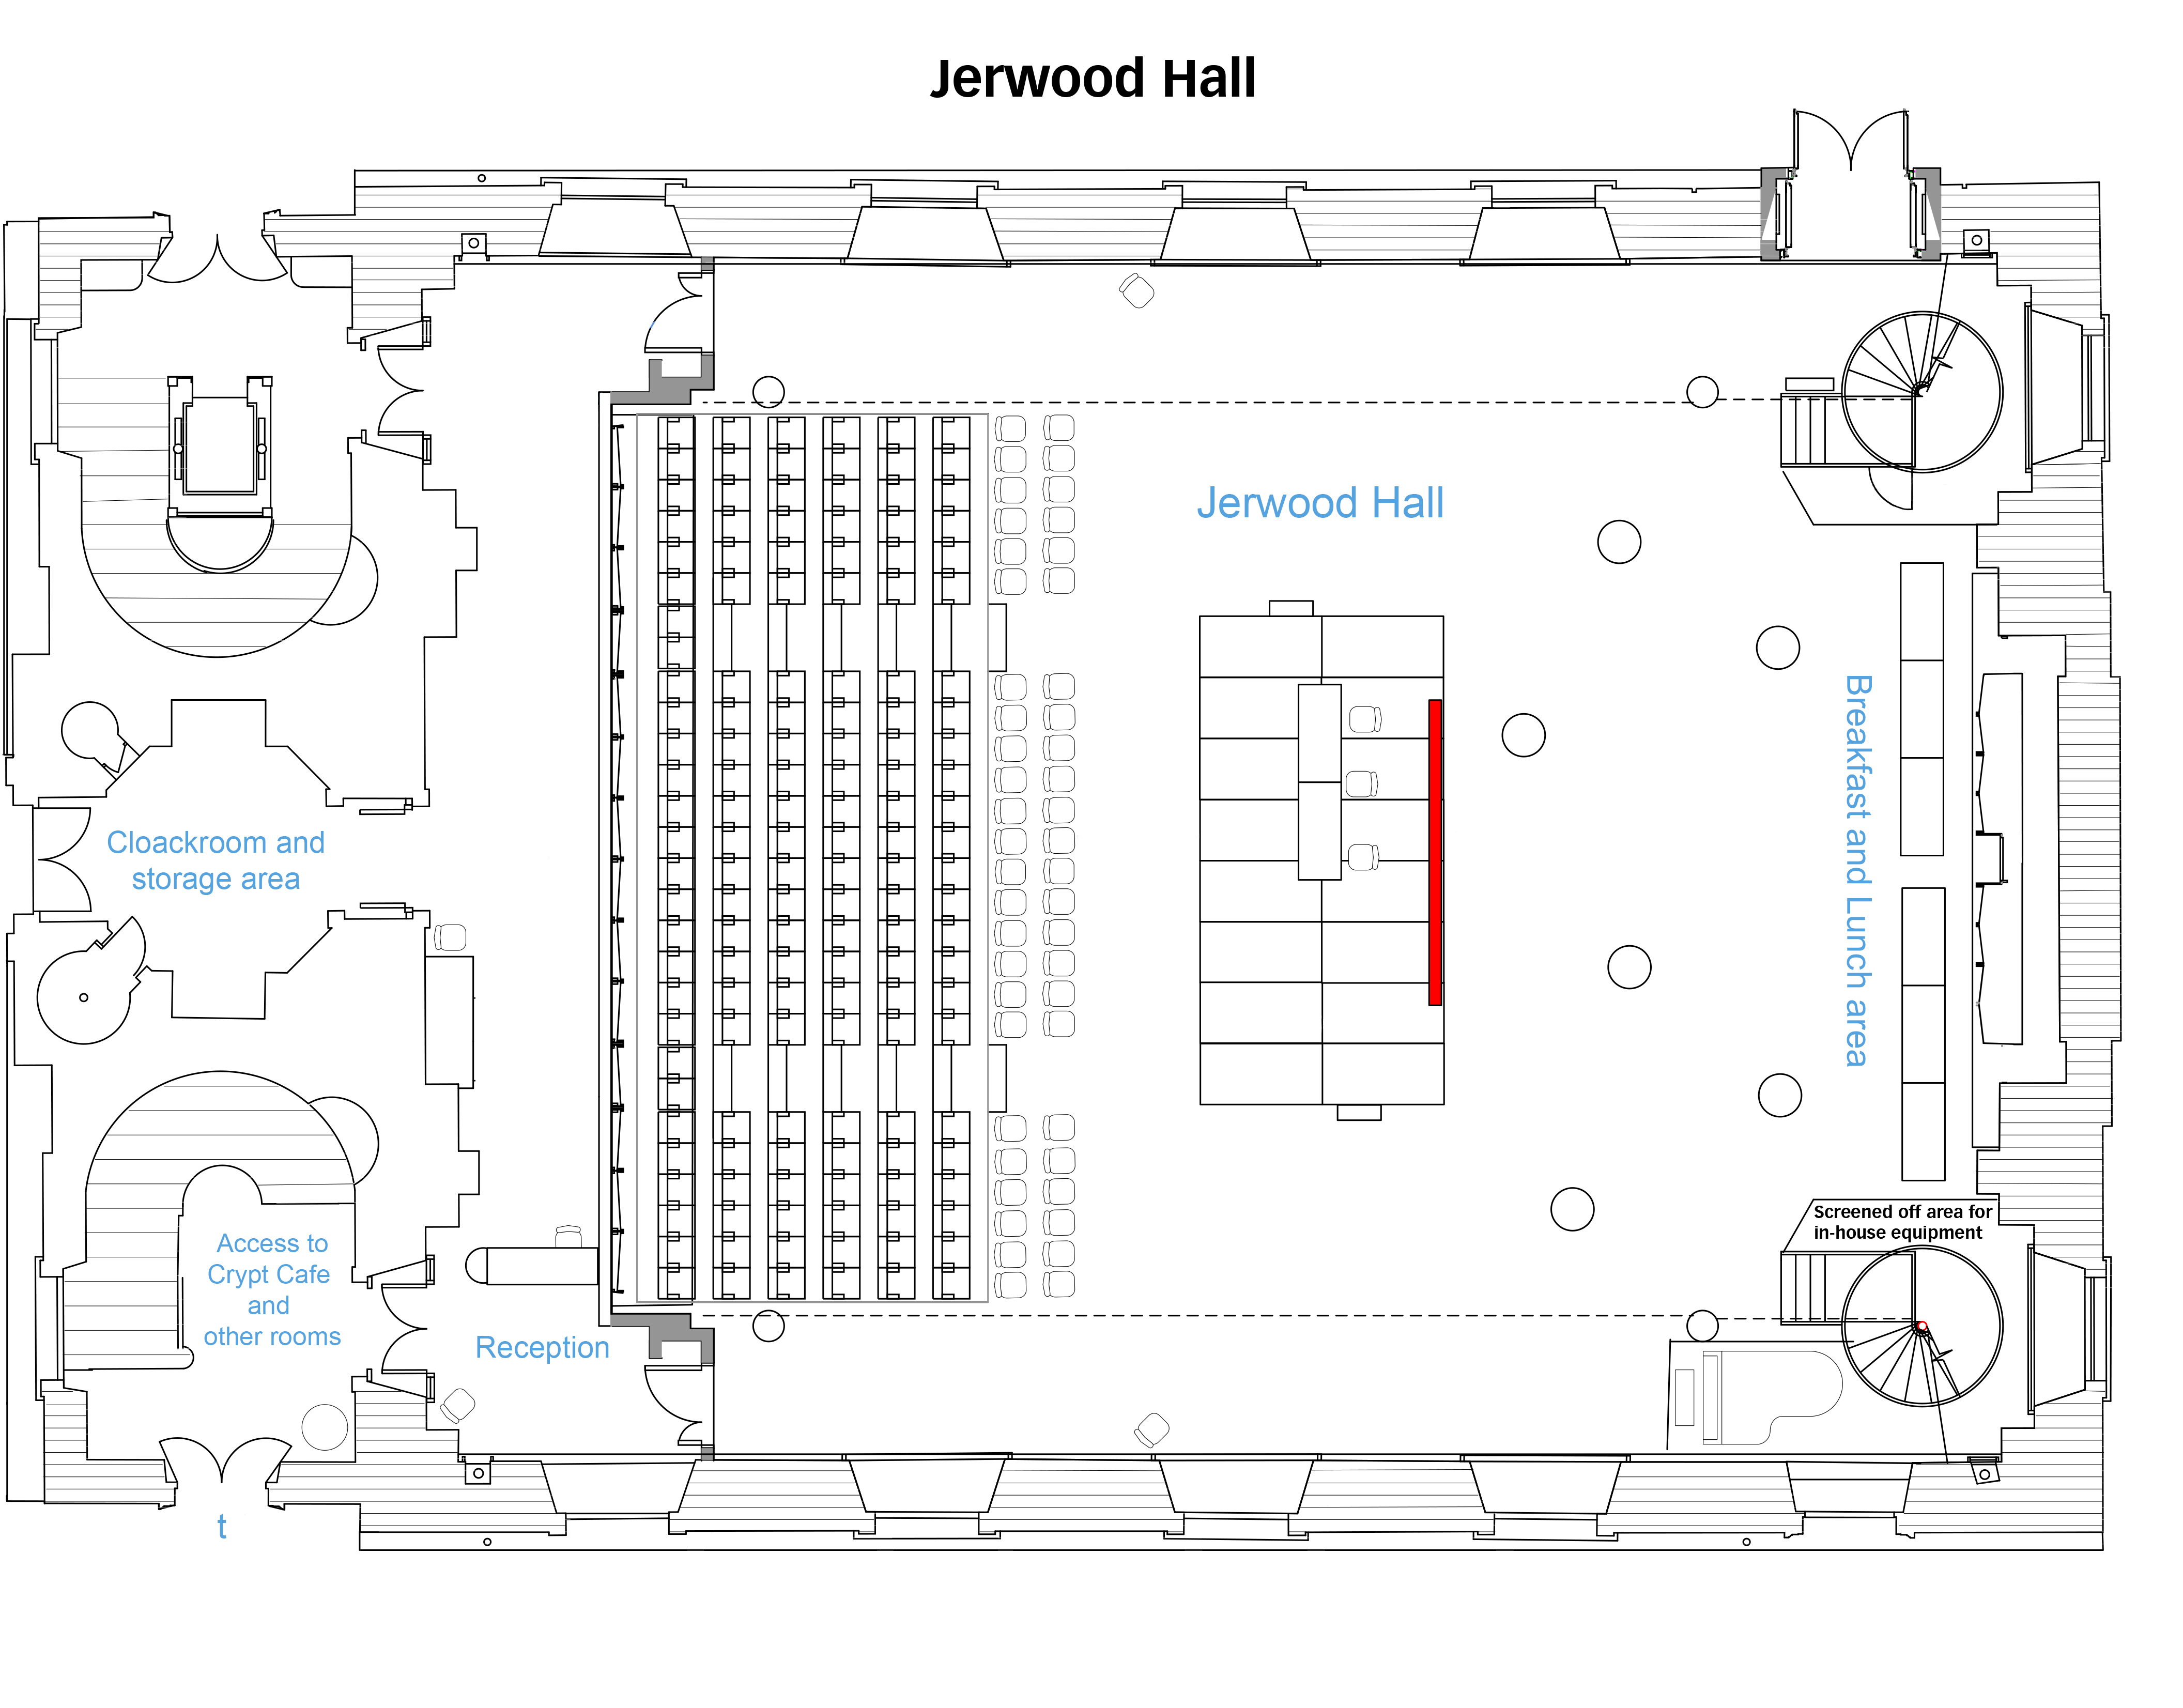 Jerwood Hall
Jerwood Hall
Breakfast and Lunch area
Cloackroom and
storage area
Screened off area for
in-house equipment
Access to
Crypt Cafe
and
other rooms
Reception
t